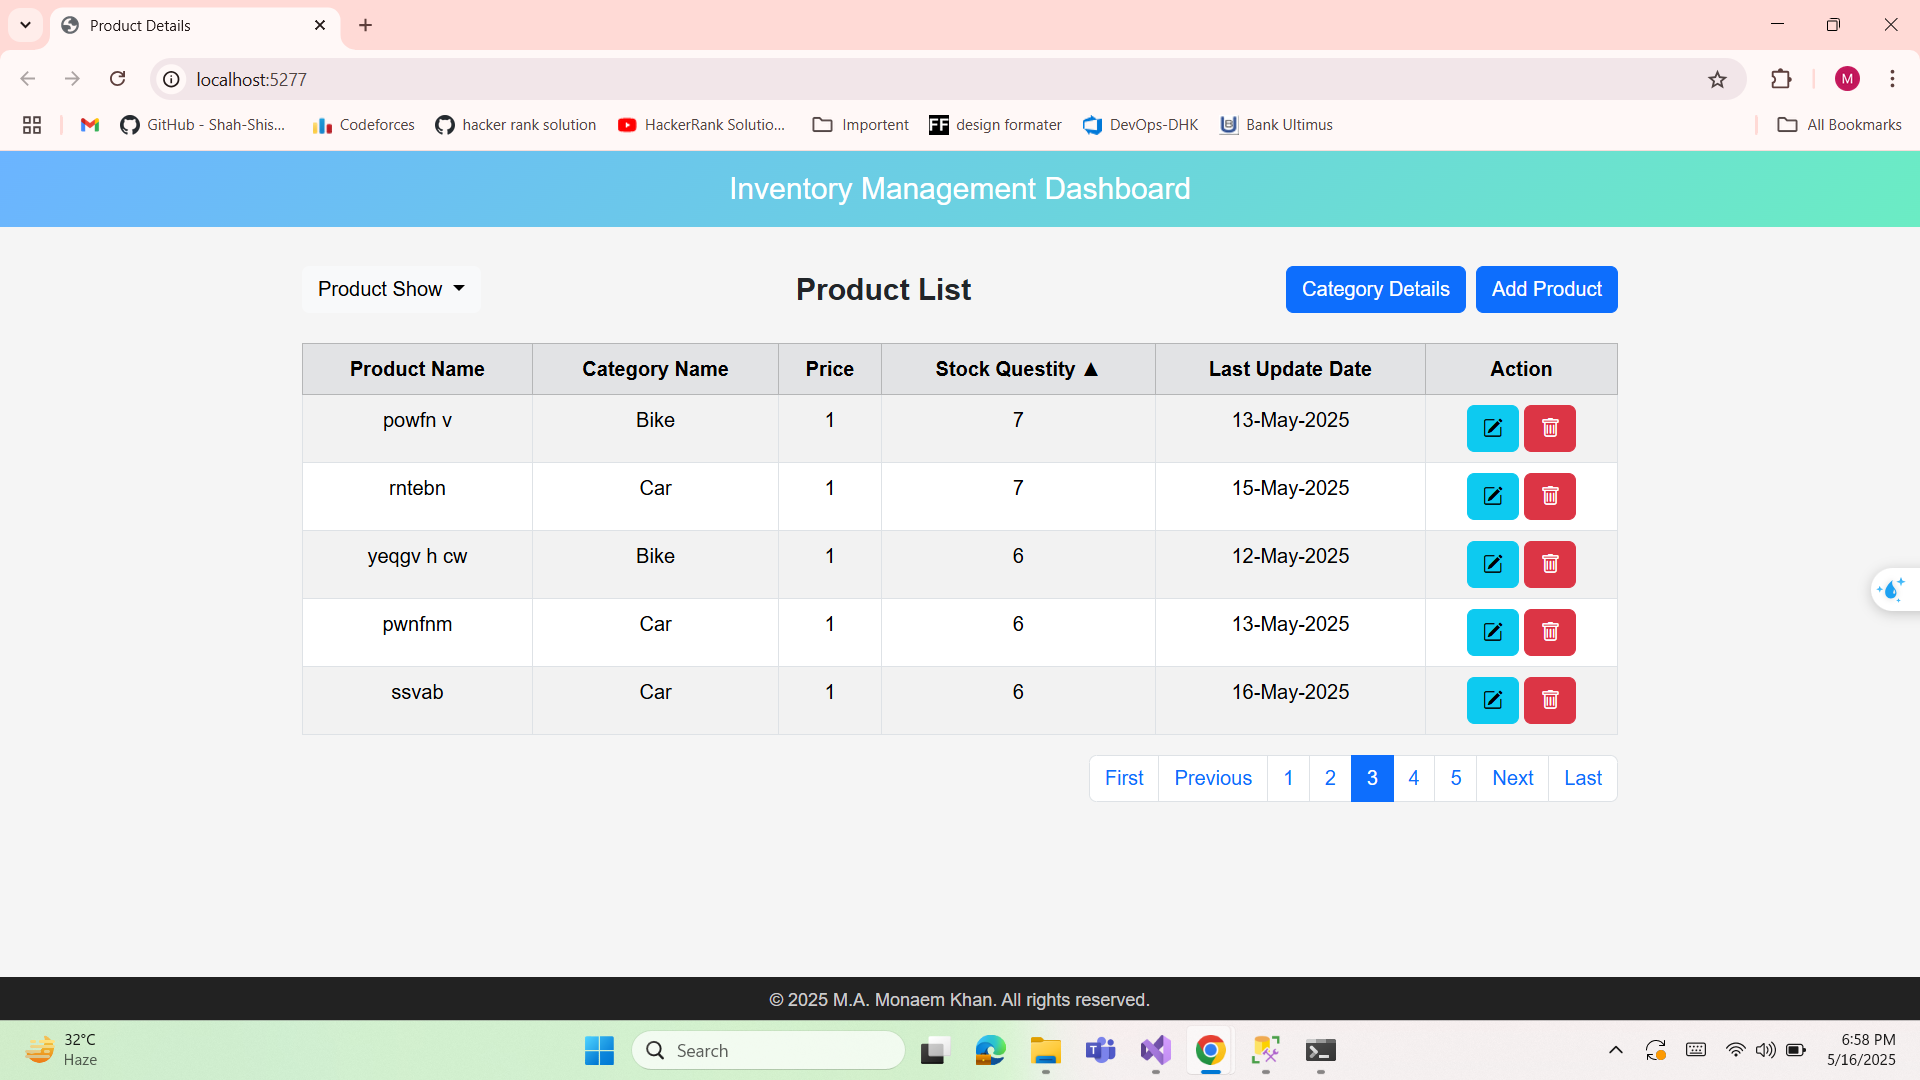 Product Details
localhost:5277
M
GitHub - Shah-Shis...
Codeforces
hacker rank solution
HackerRank Solutio...
Importent
FF design formater
DevOps-DHK
Bank Ultimus
All Bookmarks
Inventory Management Dashboard
Product Show
Product List
Category Details
Add Product
Product Name Category Name Price Stock Questity ▲ Last Update Date Action
powfn v Bike 1 7 13-May-2025
rntebn Car 1 7 15-May-2025
yeqgv h cw Bike 1 6 12-May-2025
pwnfnm Car 1 6 13-May-2025
ssvab Car 1 6 16-May-2025
First Previous 1 2 3 4 5 Next Last
© 2025 M.A. Monaem Khan. All rights reserved.
32°C
Haze
Search
6:58 PM
5/16/2025